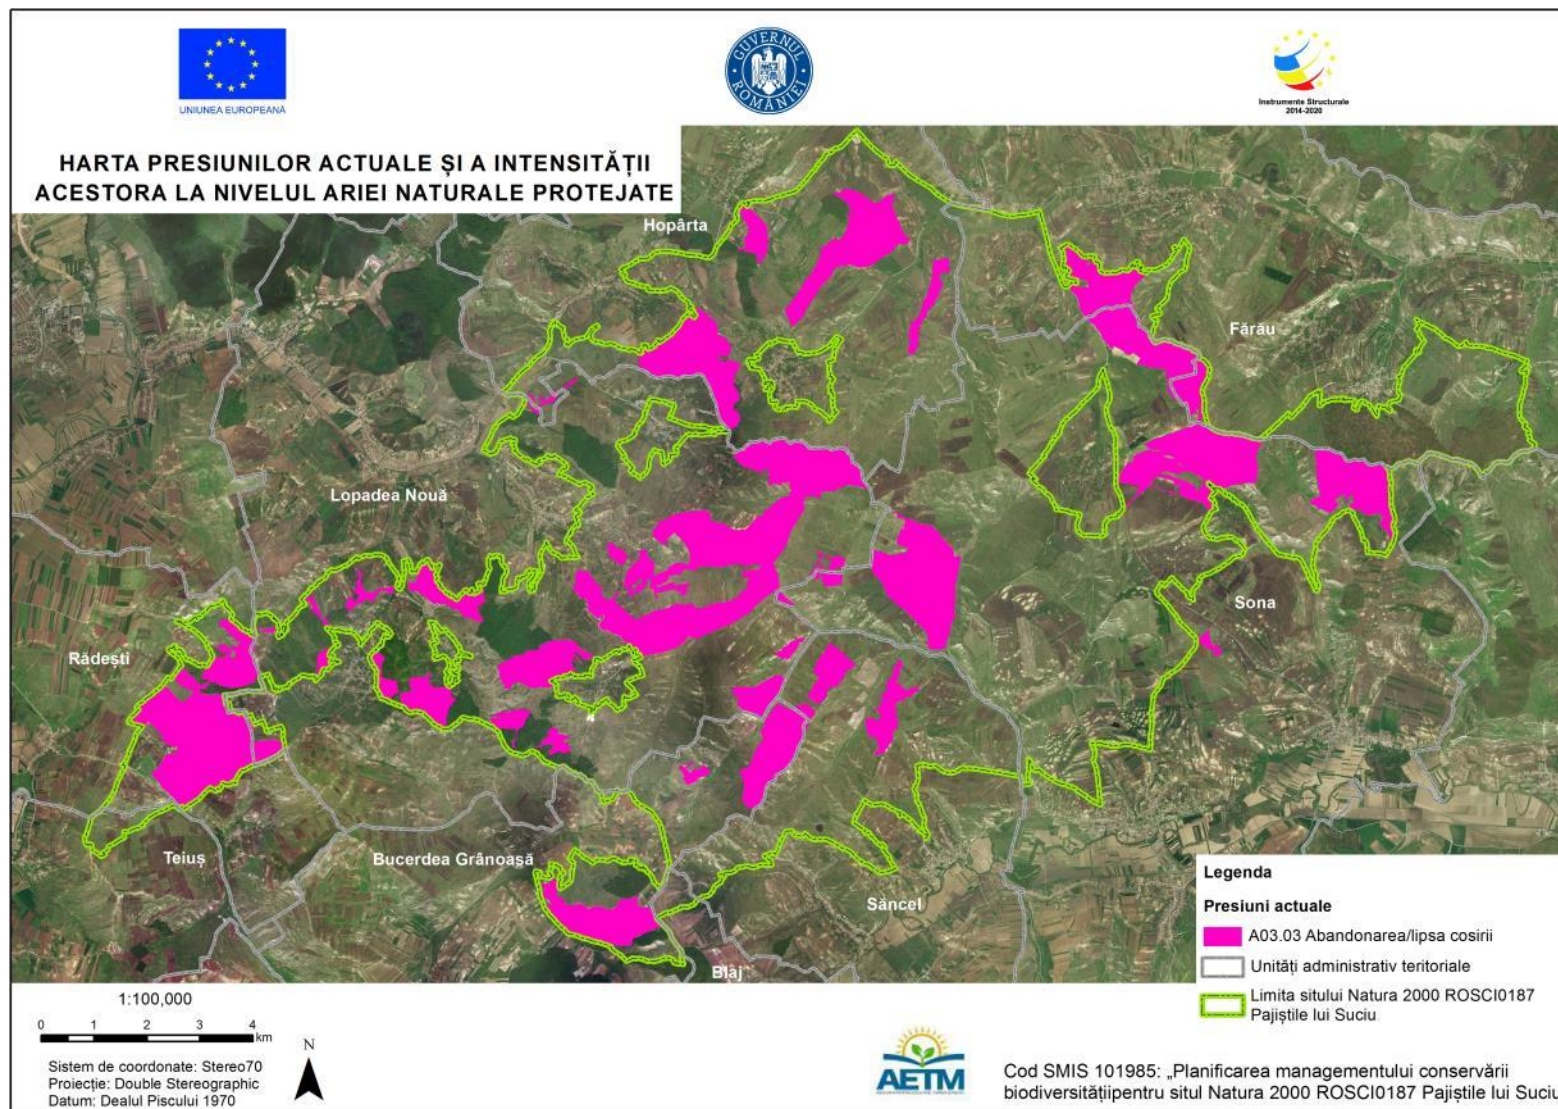 UNIUNEA EUROPEANĂ
GUVERNUL ROMÂNIEI
Instrumente Structurale
2014-2020
HARTA PRESIUNILOR ACTUALE ȘI A INTENSITĂȚII
ACESTORA LA NIVELUL ARIEI NATURALE PROTEJATE
Hopârta
Fărău
Lopadea Nouă
Sona
Rădești
Teiuș
Bucerdea Grânoasă
Sâncel
Blaj
Legenda
Presiuni actuale
A03.03 Abandonarea/lipsa cosirii
Unități administrativ teritoriale
Limita sitului Natura 2000 ROSCI0187
Pajiștile lui Suciu
1:100,000
0 1 2 3 4
km
N
Sistem de coordonate: Stereo70
Proiecție: Double Stereographic
Datum: Dealul Piscului 1970
AETM
Cod SMIS 101985: „Planificarea managementului conservării
biodiversitățiipentru situl Natura 2000 ROSCI0187 Pajiștile lui Suciu